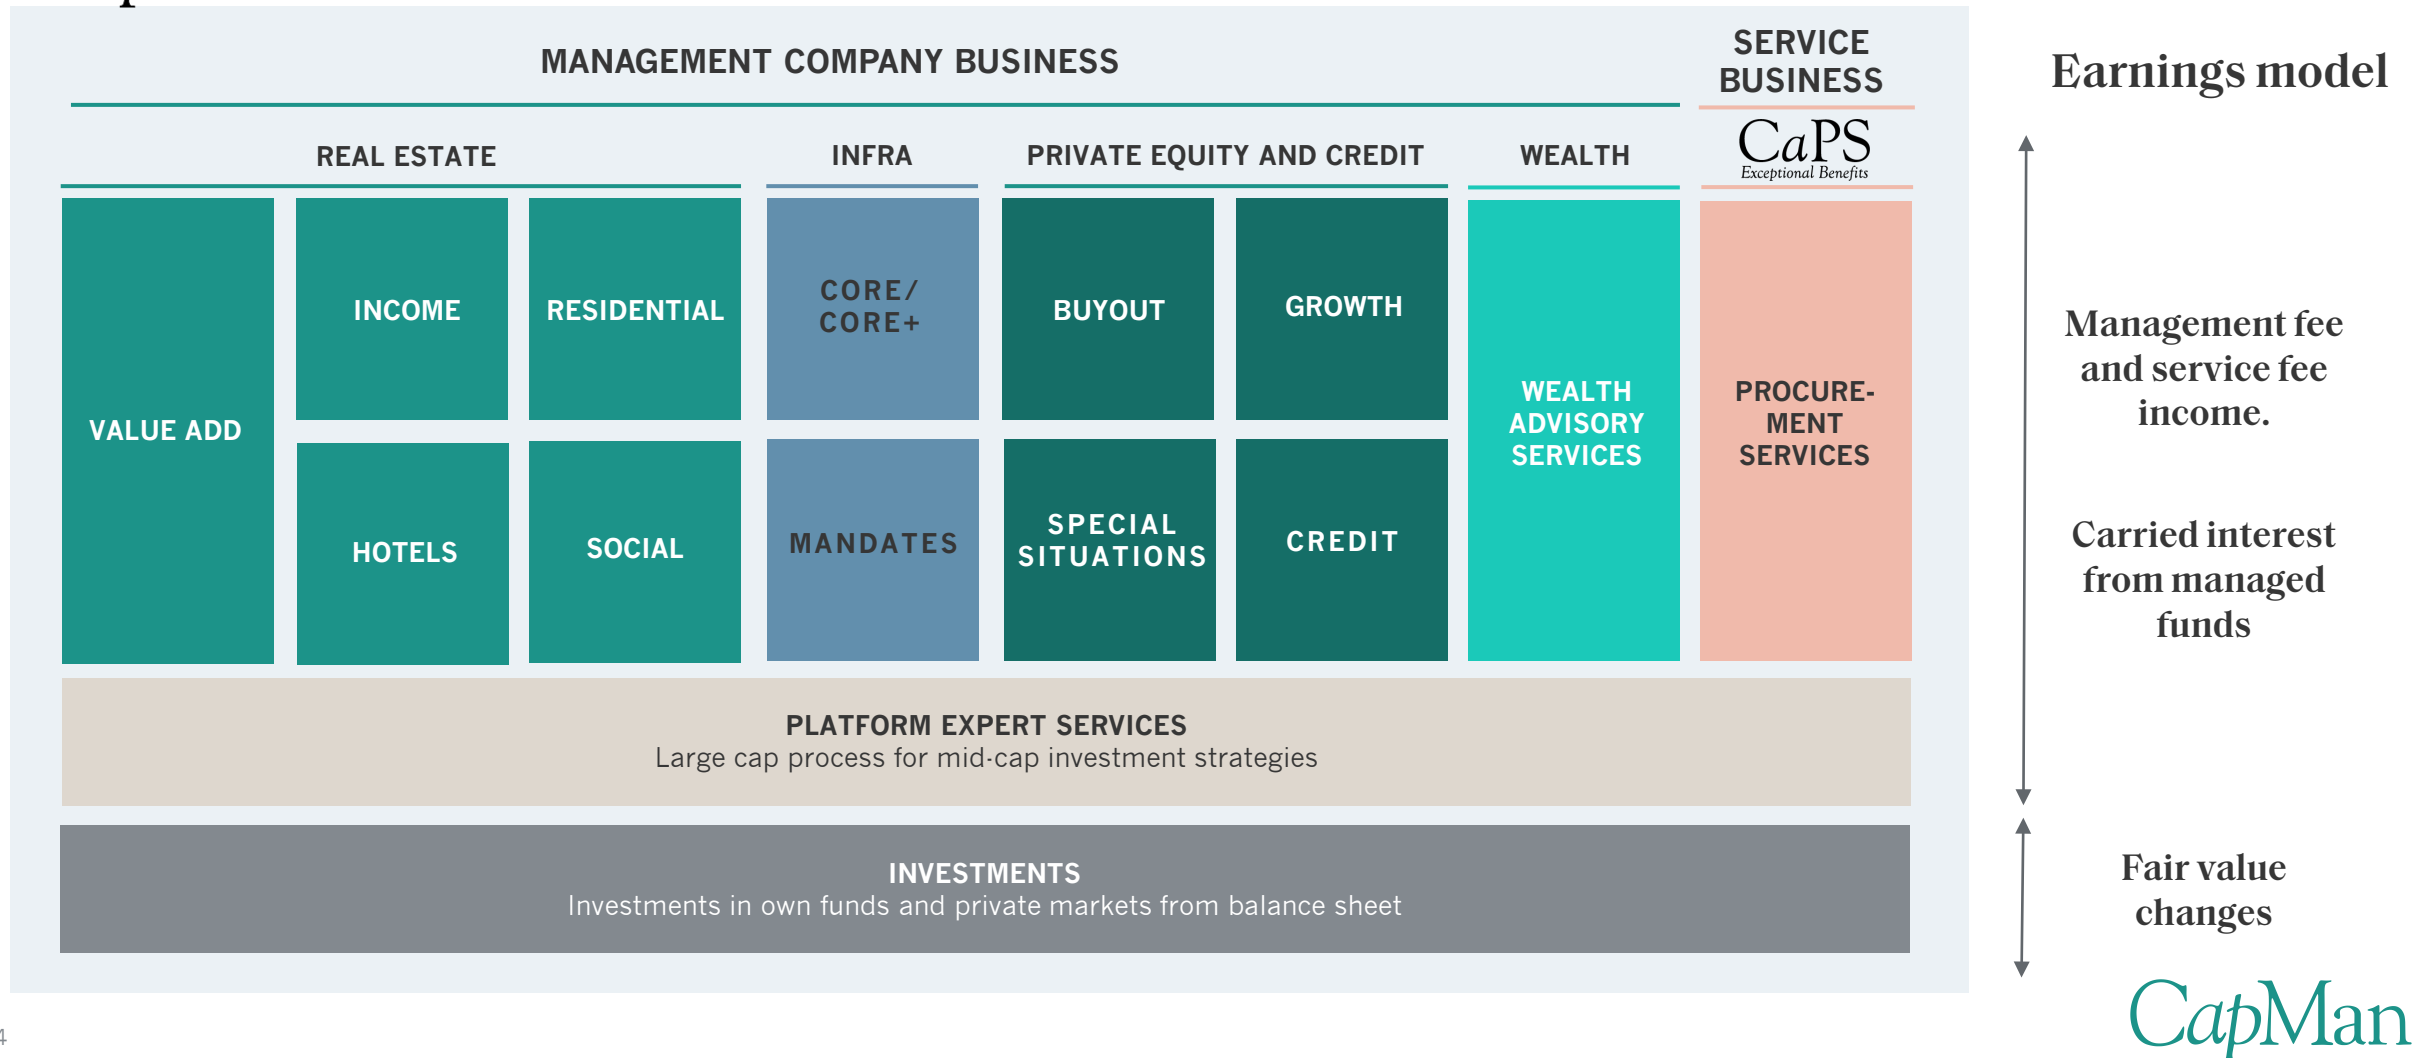 MANAGEMENT COMPANY BUSINESS
SERVICE
BUSINESS
Earnings model
REAL ESTATE
INFRA
PRIVATE EQUITY AND CREDIT
WEALTH
CaPS
Exceptional Benefits
VALUE ADD
INCOME
RESIDENTIAL
HOTELS
SOCIAL
CORE/
CORE+
MANDATES
BUYOUT
GROWTH
SPECIAL
SITUATIONS
CREDIT
WEALTH
ADVISORY
SERVICES
PROCURE-
MENT
SERVICES
Management fee
and service fee
income.
Carried interest
from managed
funds
PLATFORM EXPERT SERVICES
Large cap process for mid-cap investment strategies
INVESTMENTS
Investments in own funds and private markets from balance sheet
Fair value
changes
CapMan
4